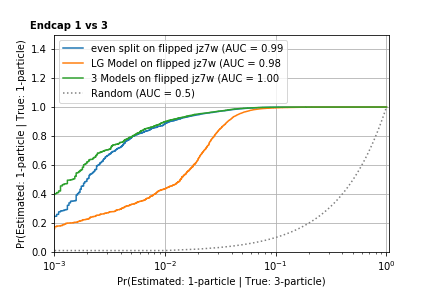 Endcap 1 vs 3
even split on flipped jz7w (AUC = 0.99
LG Model on flipped jz7w (AUC = 0.98
3 Models on flipped jz7w (AUC = 1.00
Random (AUC = 0.5)
Pr(Estimated: 1-particle | True: 1-particle)
1.4
1.2
1.0
0.8
0.6
0.4
0.2
0.0
10⁻³
10⁻²
10⁻¹
10⁰
Pr(Estimated: 1-particle | True: 3-particle)